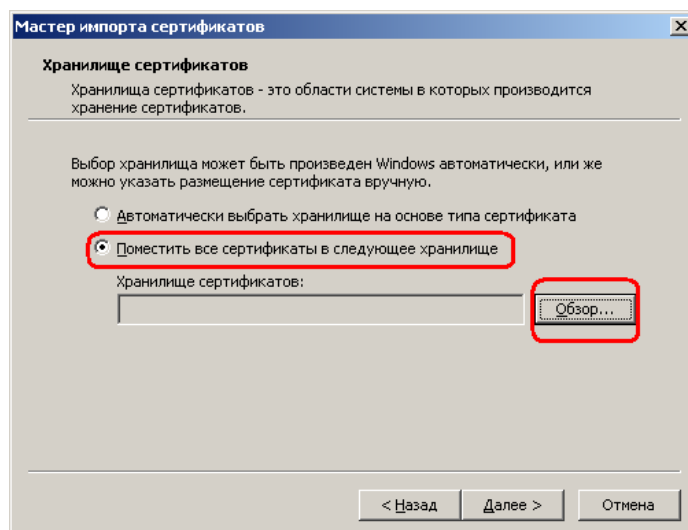 Мастер импорта сертификатов
Хранилище сертификатов
Хранилища сертификатов - это области системы в которых производится
хранение сертификатов.
Выбор хранилища может быть произведен Windows автоматически, или же
можно указать размещение сертификата вручную.
Автоматически выбрать хранилище на основе типа сертификата
Поместить все сертификаты в следующее хранилище
Хранилище сертификатов:
Обзор...
< Назад Далее > Отмена